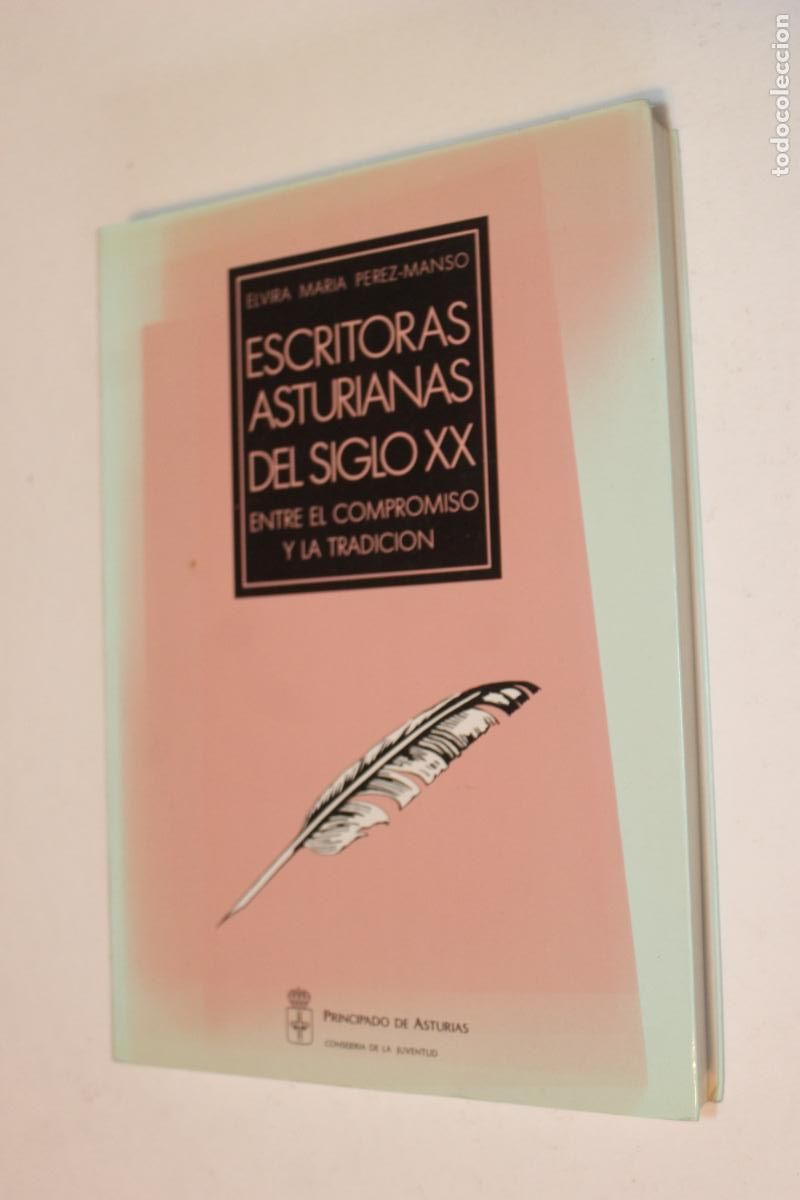 ELVIRA MARIA PEREZ-MANSO
ESCRITORAS
ASTURIANAS
DEL SIGLO XX
ENTRE EL COMPROMISO
Y LA TRADICION
PRINCIPADO DE ASTURIAS
CONSEJERIA DE LA JUVENTUD
todocoleccion